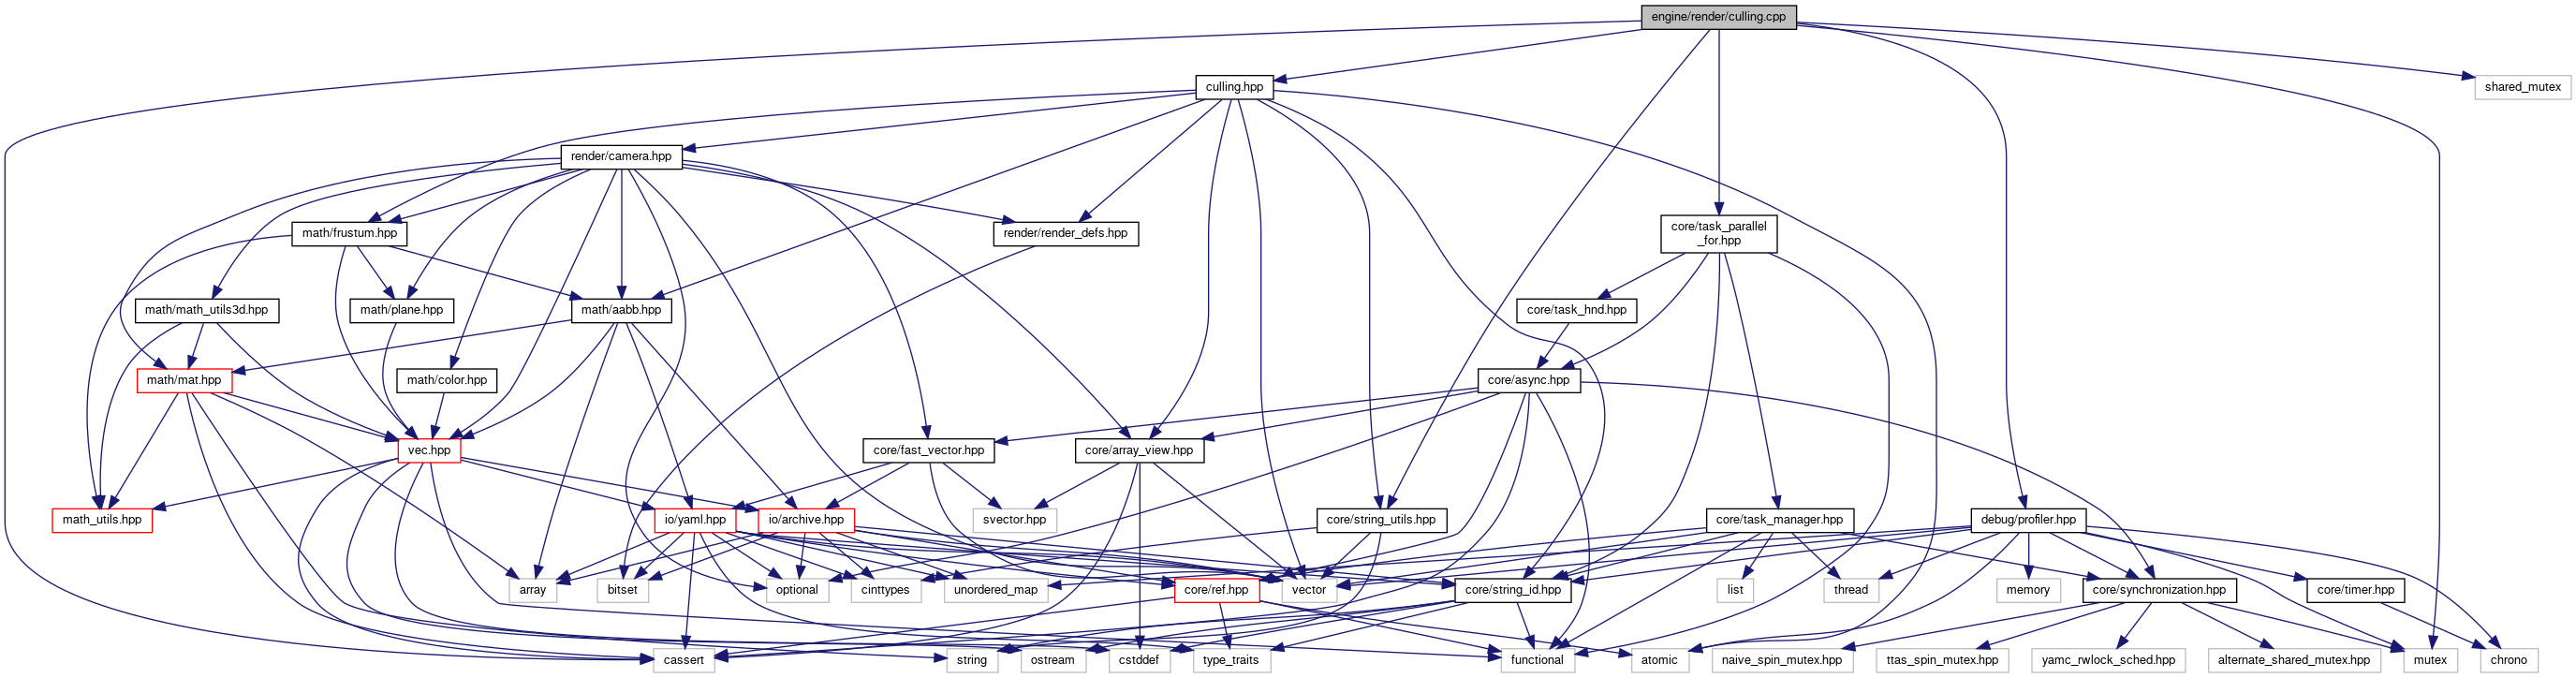 engine/render/culling.cpp
culling.hpp
shared_mutex
render/camera.hpp
math/frustum.hpp
render/render_defs.hpp
core/task_parallel
_for.hpp
math/math_utils3d.hpp
math/plane.hpp
math/aabb.hpp
core/task_hnd.hpp
math/mat.hpp
math/color.hpp
core/async.hpp
vec.hpp
core/fast_vector.hpp
core/array_view.hpp
math_utils.hpp
io/yaml.hpp
io/archive.hpp
svector.hpp
core/string_utils.hpp
core/task_manager.hpp
debug/profiler.hpp
array
bitset
optional
cinttypes
unordered_map
core/ref.hpp
vector
core/string_id.hpp
list
thread
memory
core/synchronization.hpp
core/timer.hpp
cassert
string
ostream
cstddef
type_traits
functional
atomic
naive_spin_mutex.hpp
ttas_spin_mutex.hpp
yamc_rwlock_sched.hpp
alternate_shared_mutex.hpp
mutex
chrono